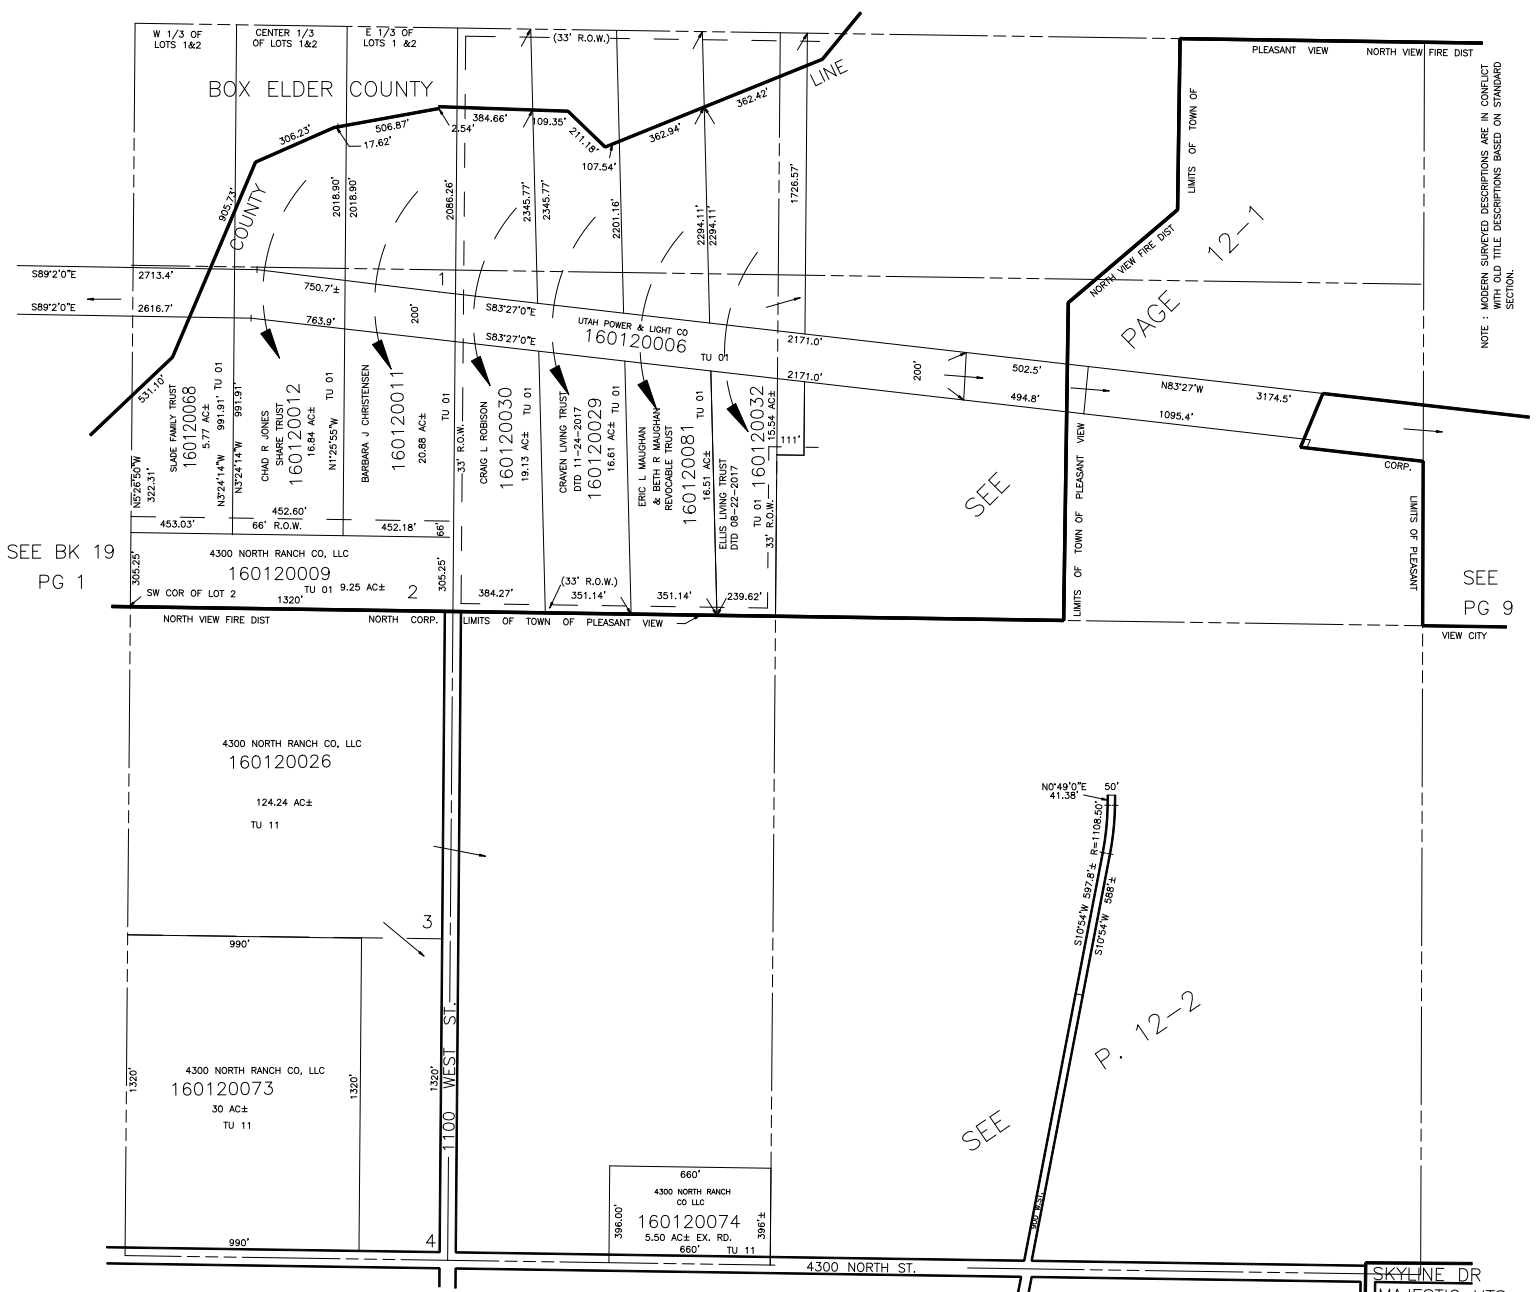 W 1/3 OF
LOTS 1&2
CENTER 1/3
OF LOTS 1&2
E 1/3 OF
LOTS 1 &2
(33' R.O.W.)
BOX ELDER COUNTY
COUNTY
LINE
PLEASANT VIEW
NORTH VIEW FIRE DIST
LIMITS OF TOWN OF
NORTH VIEW FIRE DIST
NOTE : MODERN SURVEYED DESCRIPTIONS ARE IN CONFLICT
WITH OLD TITLE DESCRIPTIONS BASED ON STANDARD
SECTION.
306.23'
506.87'
17.62'
2.54'
384.66'
109.35'
211.18'
107.54'
362.94'
362.42'
905.73'
2018.90'
2018.90'
2086.26'
2345.77'
2345.77'
2201.16'
2294.11'
2294.11'
1726.57'
SEE
PAGE
12-1
S89°2'0"E
2713.4'
S89°2'0"E
2616.7'
750.7'±
763.9'
200'
1
S83°27'0"E
S83°27'0"E
UTAH POWER & LIGHT CO
160120006
TU 01
2171.0'
2171.0'
200'
502.5'
494.8'
N83°27'W
3174.5'
1095.4'
531.10'
N5°26'50"W
322.31'
SLADE FAMILY TRUST
160120068
5.77 AC±
TU 01
N3°24'14"W 991.91'
N3°24'14"W 991.91'
CHAD R JONES
SHARE TRUST
160120012
16.84 AC±
TU 01
N1°25'55"W
BARBARA J CHRISTENSEN
160120011
20.88 AC±
TU 01
33' R.O.W.
CRAIG L ROBISON
160120030
19.13 AC± TU 01
CRAVEN LIVING TRUST
DTD 11-24-2017
160120029
16.61 AC± TU 01
ERIC L MAUGHAN
& BETH R MAUGHAN
REVOCABLE TRUST
160120081
16.51 AC±
TU 01
ELLIS LIVING TRUST
DTD 08-22-2017
160120032
TU 01
15.54 AC±
33' R.O.W.
111'
LIMITS OF TOWN OF PLEASANT VIEW
CORP.
LIMITS OF PLEASANT
VIEW CITY
453.03'
452.60'
66' R.O.W.
452.18'
66'
SEE BK 19
PG 1
SEE
PG 9
305.25'
4300 NORTH RANCH CO, LLC
160120009
TU 01 9.25 AC±
305.25'
SW COR OF LOT 2
1320'
2
384.27'
(33' R.O.W.)
351.14'
351.14'
239.62'
NORTH VIEW FIRE DIST
NORTH CORP.
LIMITS OF TOWN OF PLEASANT VIEW
4300 NORTH RANCH CO, LLC
160120026
124.24 AC±
TU 11
3
990'
1320'
1320'
1320'
4300 NORTH RANCH CO, LLC
160120073
30 AC±
TU 11
990'
4
1100 WEST ST.
N0°49'0"E
41.38'
50'
R=1108.50'
S10°54'W 597.8'±
S10°54'W 588'±
900 W.ST.
SEE
P. 12-2
660'
4300 NORTH RANCH
CO LLC
160120074
5.50 AC± EX. RD.
660'
TU 11
396.00'
396'±
4300 NORTH ST.
SKYLINE DR